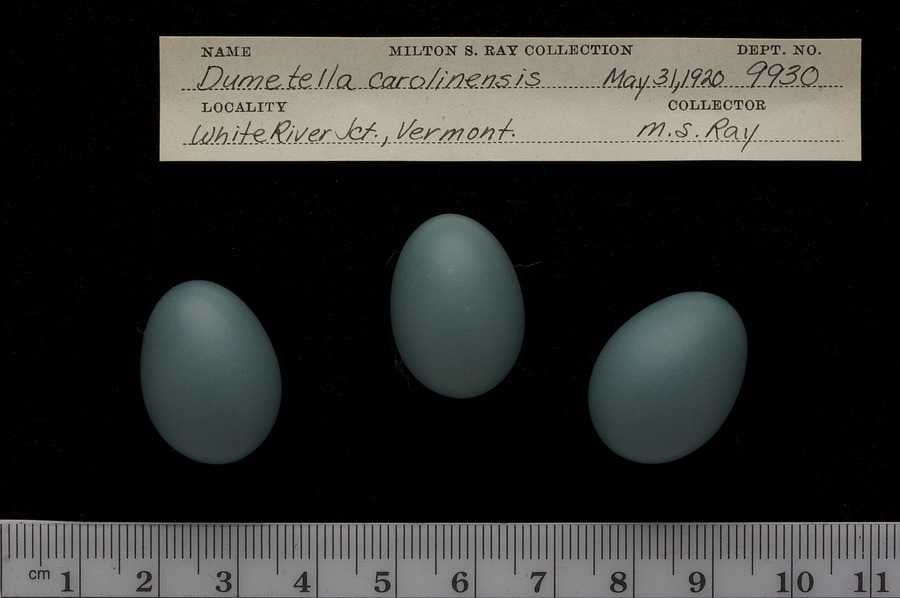 NAME MILTON S. RAY COLLECTION DEPT. NO.
Dumetella carolinensis May 31, 1920 9930
LOCALITY COLLECTOR
White River Jct., Vermont. M.S. Ray
cm 1 2 3 4 5 6 7 8 9 10 11